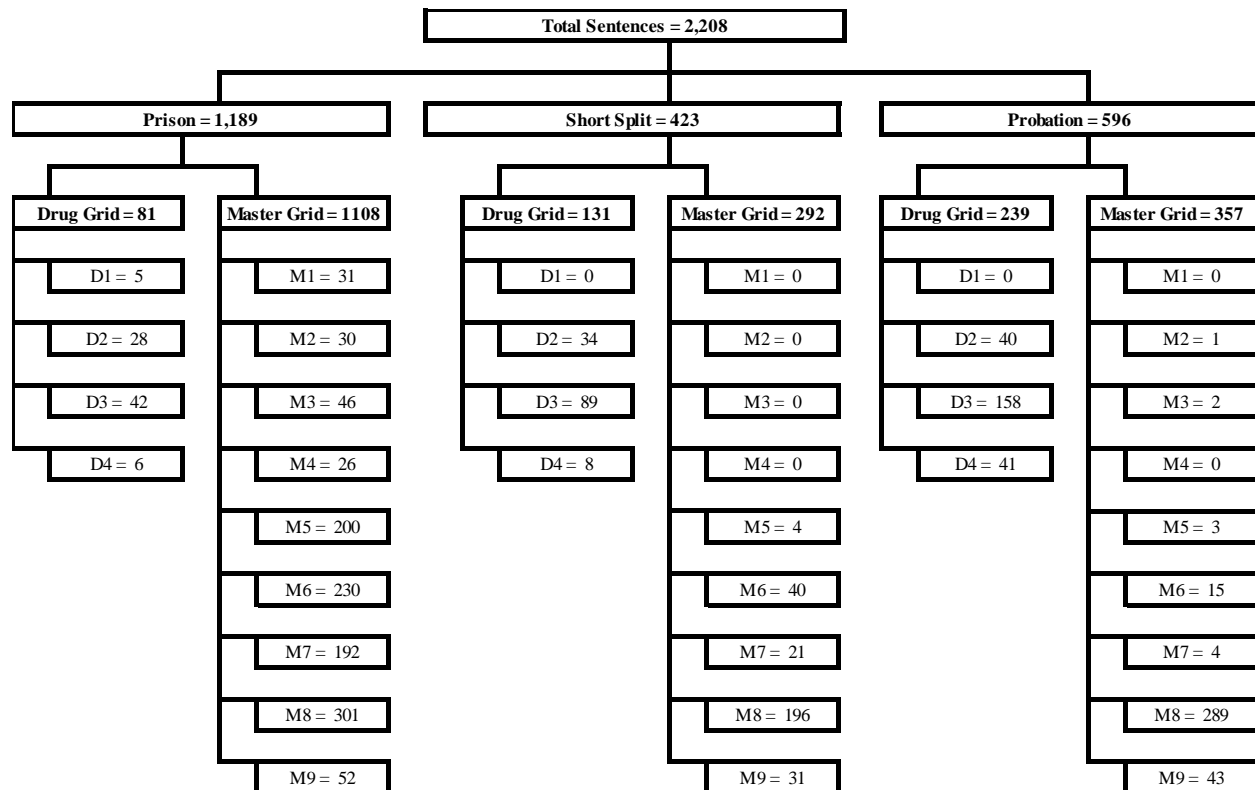 Total Sentences = 2,208
Prison = 1,189
Short Split = 423
Probation = 596
Drug Grid = 81
Master Grid = 1108
Drug Grid = 131
Master Grid = 292
Drug Grid = 239
Master Grid = 357
D1 = 5
M1 = 31
D1 = 0
M1 = 0
D1 = 0
M1 = 0
D2 = 28
M2 = 30
D2 = 34
M2 = 0
D2 = 40
M2 = 1
D3 = 42
M3 = 46
D3 = 89
M3 = 0
D3 = 158
M3 = 2
D4 = 6
M4 = 26
D4 = 8
M4 = 0
D4 = 41
M4 = 0
M5 = 200
M5 = 4
M5 = 3
M6 = 230
M6 = 40
M6 = 15
M7 = 192
M7 = 21
M7 = 4
M8 = 301
M8 = 196
M8 = 289
M9 = 52
M9 = 31
M9 = 43